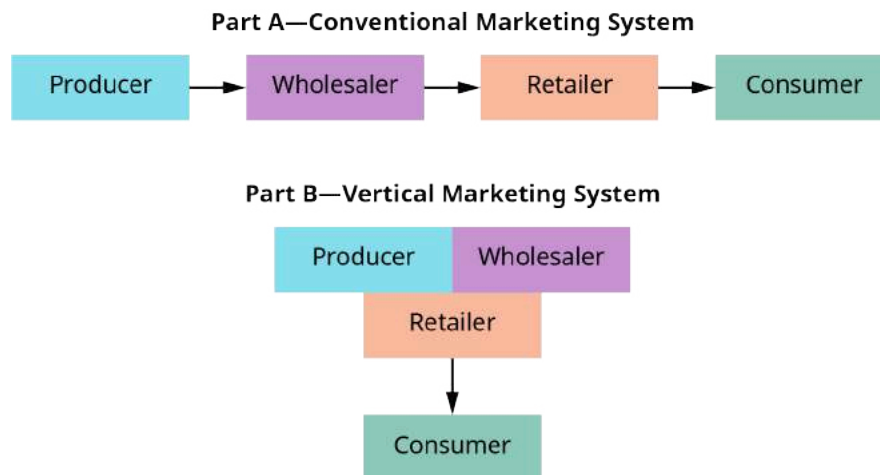 Part A—Conventional Marketing System
Producer
Wholesaler
Retailer
Consumer
Part B—Vertical Marketing System
Producer
Wholesaler
Retailer
Consumer